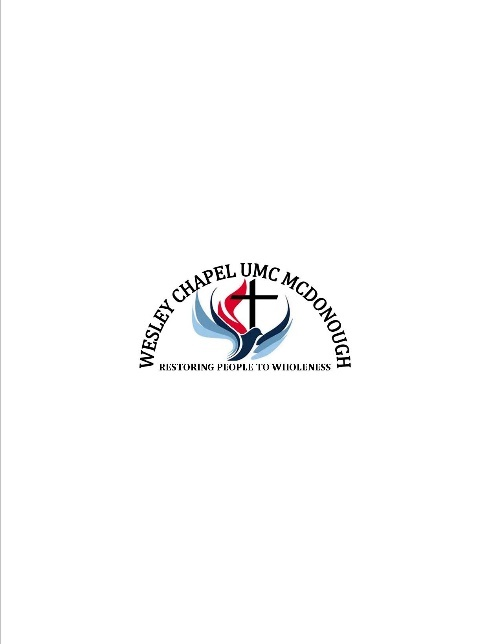 WESLEY CHAPEL UMC MCDONOUGH
RESTORING PEOPLE TO WHOLENESS